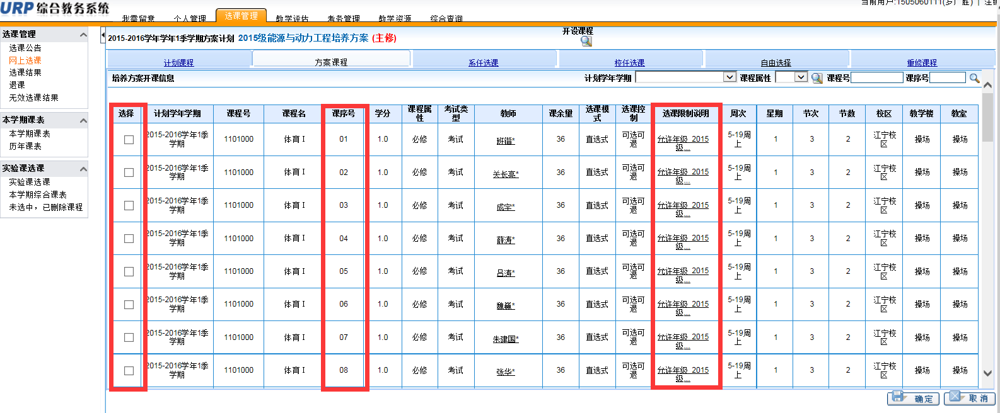 URP综合教务系统
当前用户:1505060111(罗广胜) | 注销
我需留意 个人管理 选课管理 教学评估 考务管理 教学资源 综合查询
选课管理
选课公告
网上选课
选课结果
退课
无效选课结果
本学期课表
本学期课表
历年课表
实验课选课
实验课选课
本学期综合课表
未选中，已删除课程
2015-2016学年学年1季学期方案计划 2015级能源与动力工程培养方案 (主修)
开设课程
计划课程 方案课程 系任选课 校任选课 自由选择 重修课程
培养方案开课信息 计划学年学期 课程属性 课程号 课序号
选择 计划学年学期 课程号 课程名 课序号 学分 课程属性 考试类型 教师 课余量 选课模式 选课控制 选课限制说明 周次 星期 节次 节数 校区 教学楼 教室
2015-2016学年1季学期 1101000 体育 I 01 1.0 必修 考试 班锴* 36 直选式 可选可退 允许年级 2015级... 5-19周上 1 3 2 江宁校区 操场 操场
2015-2016学年1季学期 1101000 体育 I 02 1.0 必修 考试 关长亮* 36 直选式 可选可退 允许年级 2015级... 5-19周上 1 3 2 江宁校区 操场 操场
2015-2016学年1季学期 1101000 体育 I 03 1.0 必修 考试 成宇* 36 直选式 可选可退 允许年级 2015级... 5-19周上 1 3 2 江宁校区 操场 操场
2015-2016学年1季学期 1101000 体育 I 04 1.0 必修 考试 薛涛* 36 直选式 可选可退 允许年级 2015级... 5-19周上 1 3 2 江宁校区 操场 操场
2015-2016学年1季学期 1101000 体育 I 05 1.0 必修 考试 吕涛* 36 直选式 可选可退 允许年级 2015级... 5-19周上 1 3 2 江宁校区 操场 操场
2015-2016学年1季学期 1101000 体育 I 06 1.0 必修 考试 魏巍* 36 直选式 可选可退 允许年级 2015级... 5-19周上 1 3 2 江宁校区 操场 操场
2015-2016学年1季学期 1101000 体育 I 07 1.0 必修 考试 朱建国* 36 直选式 可选可退 允许年级 2015级... 5-19周上 1 3 2 江宁校区 操场 操场
2015-2016学年1季学期 1101000 体育 I 08 1.0 必修 考试 张华* 36 直选式 可选可退 允许年级 2015级... 5-19周上 1 3 2 江宁校区 操场 操场
确定 取消